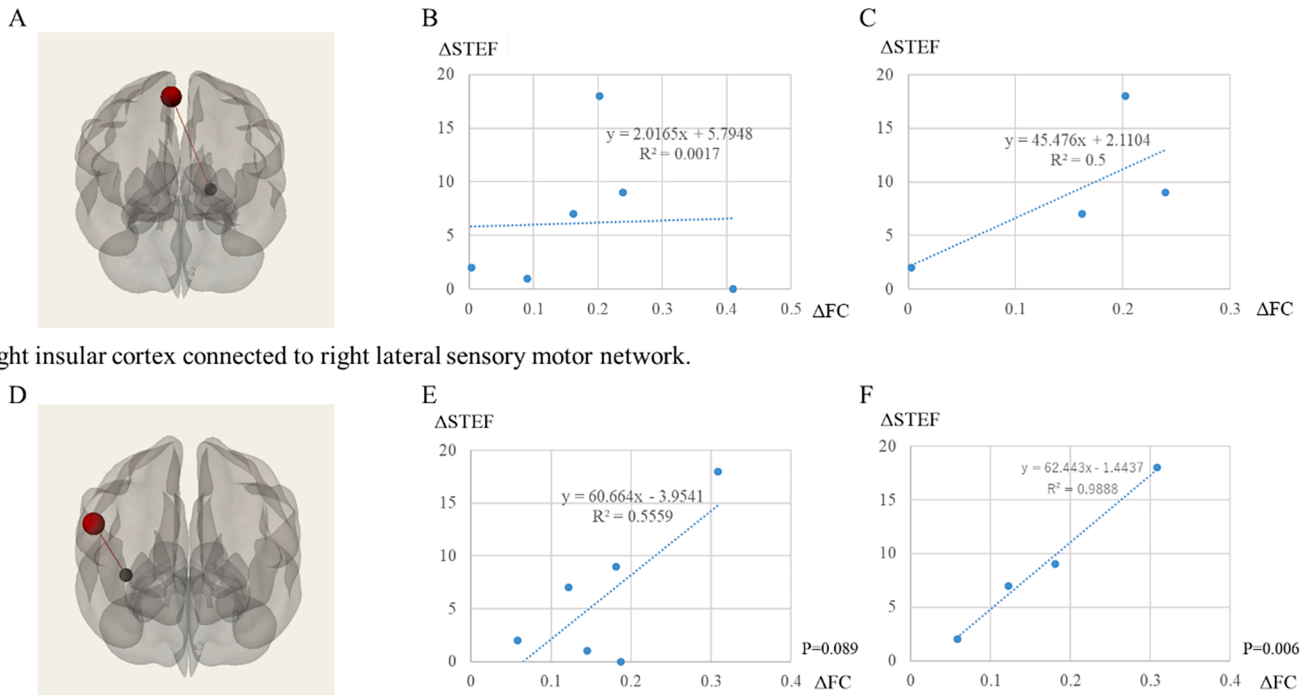 A
B
C
ΔSTEF
ΔSTEF
20
15
10
5
0
y = 2.0165x + 5.7948
R² = 0.0017
0 0.1 0.2 0.3 0.4 0.5 ΔFC
20
15
10
5
0
y = 45.476x + 2.1104
R² = 0.5
0 0.1 0.2 0.3 ΔFC
ght insular cortex connected to right lateral sensory motor network.
D
E
F
ΔSTEF
ΔSTEF
20
15
10
5
0
y = 60.664x - 3.9541
R² = 0.5559
P=0.089
0 0.1 0.2 0.3 0.4 ΔFC
20
15
10
5
0
y = 62.443x - 1.4437
R² = 0.9888
P=0.006
0 0.1 0.2 0.3 0.4 ΔFC